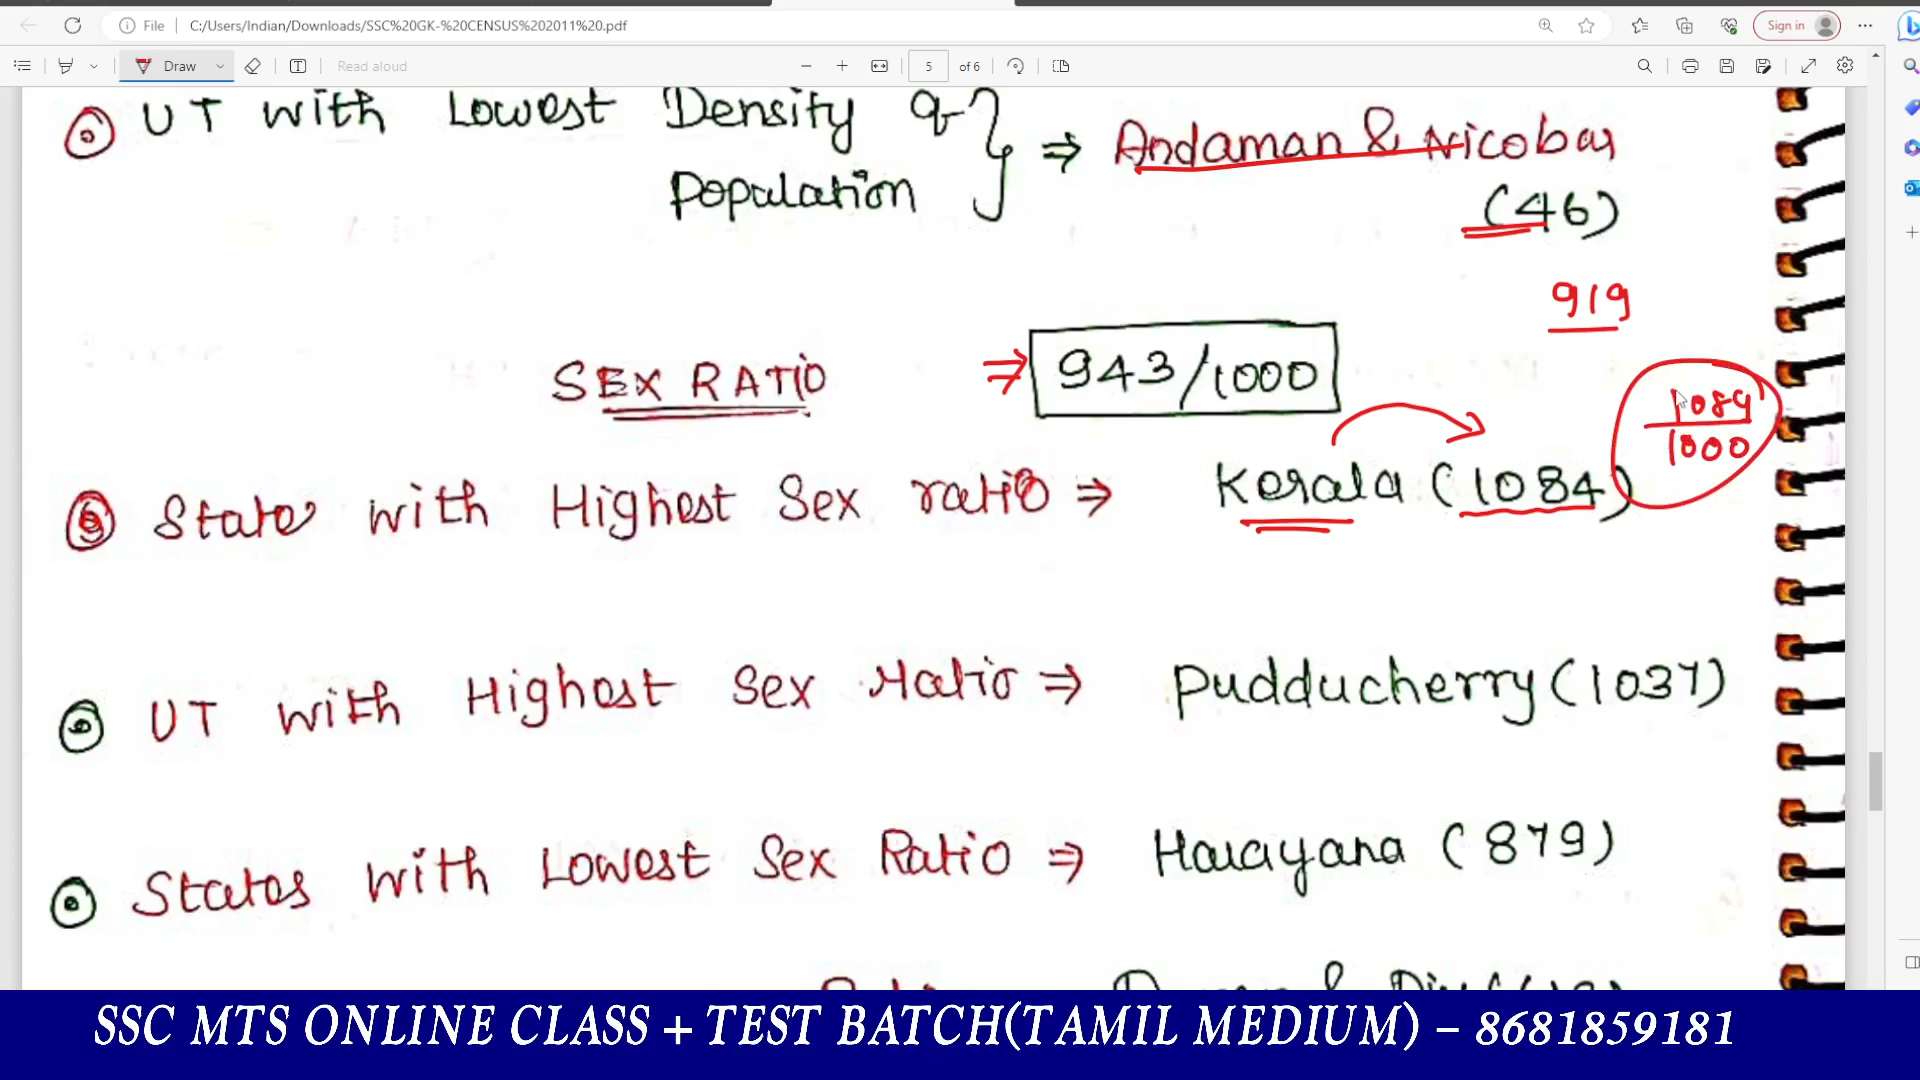 File C:/Users/Indian/Downloads/SSC%20GK-%20CENSUS%202011%20.pdf Sign in
Draw Read aloud 5 of 6
UT with Lowest Density of
Population
⇒ Andaman & Nicobar
(46)
919
SEX RATIO ⇒ 943/1000
1084
1000
State with Highest Sex ratio ⇒ Kerala (1084)
UT with Highest Sex Ratio ⇒ Pudducherry (1037)
States with Lowest Sex Ratio ⇒ Harayana (879)
SSC MTS ONLINE CLASS + TEST BATCH(TAMIL MEDIUM) – 8681859181